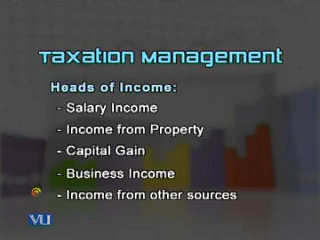 Taxation Management
Heads of Income:
- Salary Income
- Income from Property
- Capital Gain
- Business Income
- Income from other sources
VU